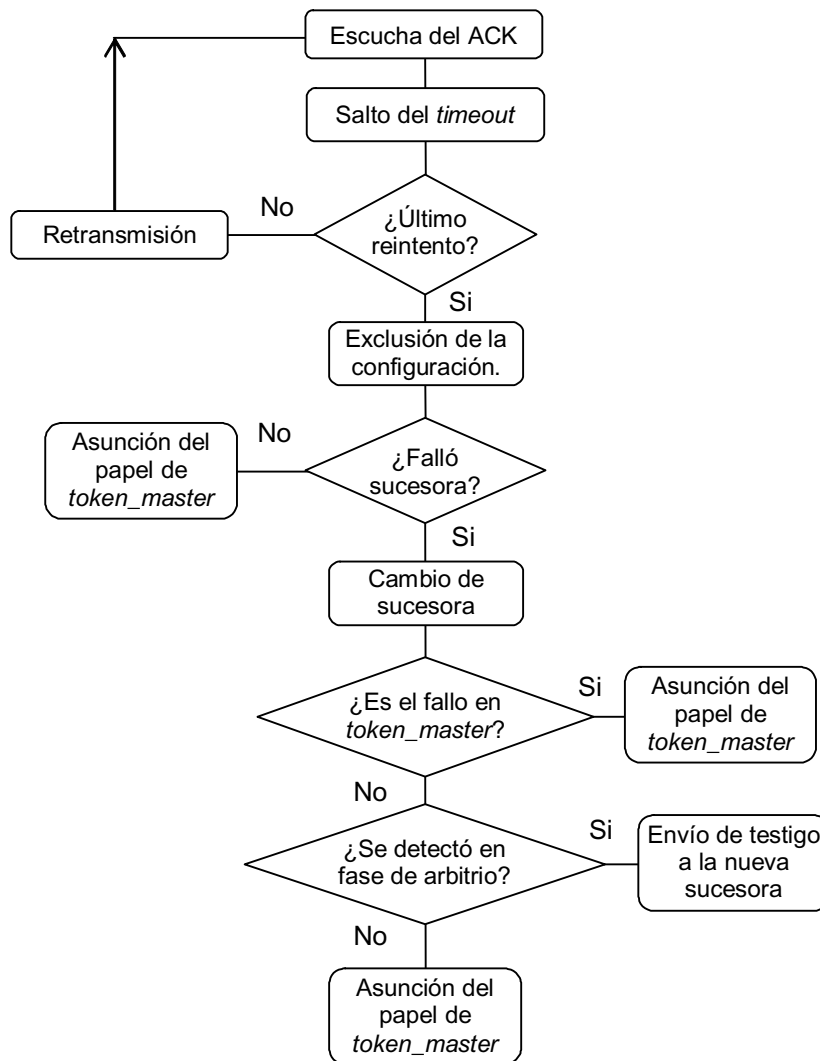 Escucha del ACK
Salto del timeout
No
¿Último
reintento?
Retransmisión
Si
Exclusión de la
configuración.
No
Asunción del
papel de
token_master
¿Falló
sucesora?
Si
Cambio de
sucesora
¿Es el fallo en
token_master?
Si
Asunción del
papel de
token_master
No
¿Se detectó en
fase de arbitrio?
Si
Envío de testigo
a la nueva
sucesora
No
Asunción del
papel de
token_master